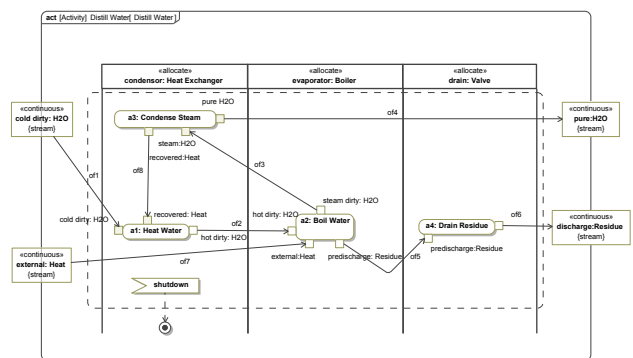 act [Activity] Distill Water[ Distill Water]
«allocate»
condensor: Heat Exchanger
«allocate»
evaporator: Boiler
«allocate»
drain: Valve
«continuous»
cold dirty: H2O
{stream}
pure H2O
a3: Condense Steam
of4
«continuous»
pure:H2O
{stream}
steam:H2O
recovered:Heat
of3
of8
of1
steam dirty: H2O
cold dirty: H2O
recovered: Heat
a1: Heat Water
of2
hot dirty: H2O
hot dirty: H2O
a2: Boil Water
a4: Drain Residue
of6
«continuous»
discharge:Residue
{stream}
predischarge:Residue
«continuous»
external: Heat
{stream}
of7
external:Heat
predischarge: Residue
of5
shutdown